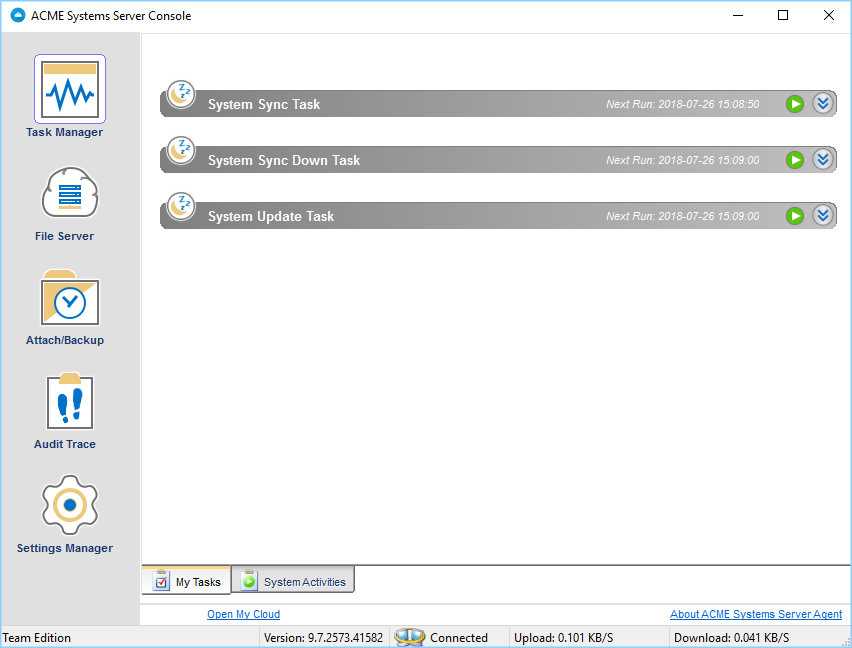 ACME Systems Server Console
Task Manager
File Server
Attach/Backup
Audit Trace
Settings Manager
System Sync Task Next Run: 2018-07-26 15:08:50
System Sync Down Task Next Run: 2018-07-26 15:09:00
System Update Task Next Run: 2018-07-26 15:09:00
My Tasks System Activities
Open My Cloud About ACME Systems Server Agent
Team Edition Version: 9.7.2573.41582 Connected Upload: 0.101 KB/S Download: 0.041 KB/S